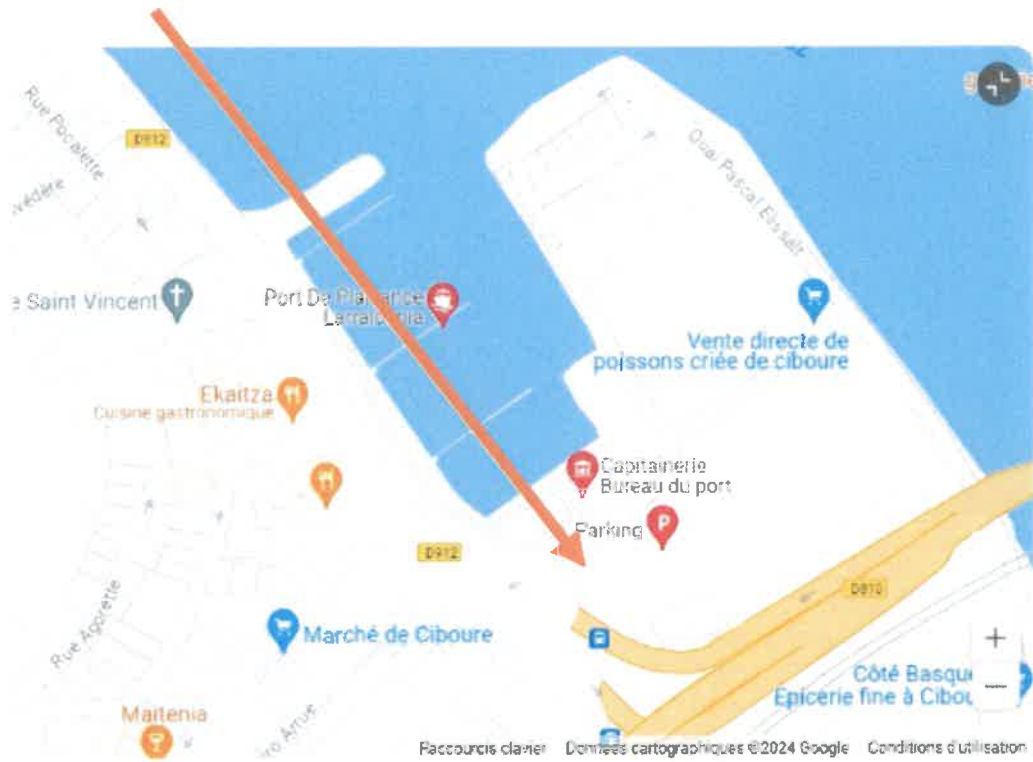 Rue Pocalette
D912
Quai Pascal Elissalt
Saint Vincent
Port De Plaisance
Larraldenia
Vente directe de
poissons criée de ciboure
Ekaitza
Cuisine gastronomique
Capitainerie
Bureau du port
Parking
D912
D810
Rue Agorette
Marché de Ciboure
Côté Basque
Epicerie fine à Cibou
Maitenia
Arrue
Raccourcis clavier
Données cartographiques ©2024 Google
Conditions d'utilisation